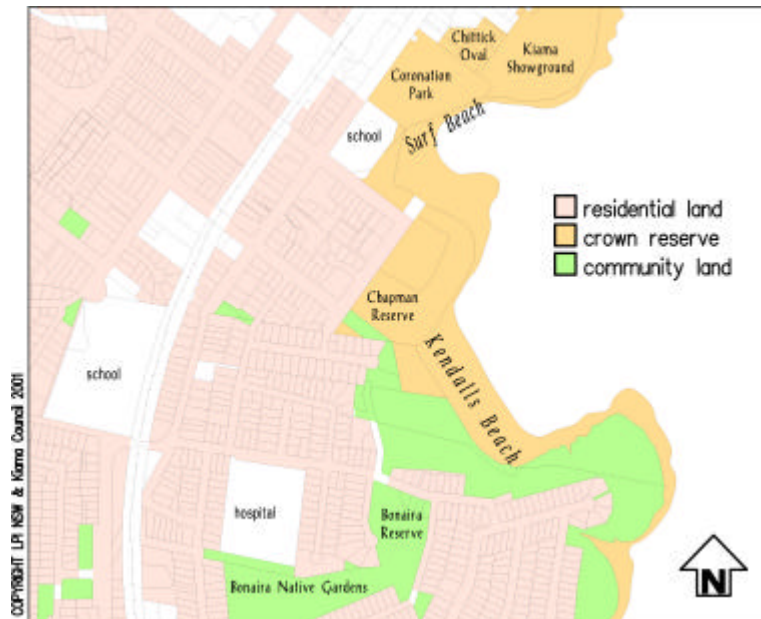 Chittick
Oval
Kiama
Showground
Coronation
Park
school
Surf Beach
residential land
crown reserve
community land
Chapman
Reserve
Kendalls Beach
school
hospital
Bonaira
Reserve
Bonaira Native Gardens
N
COPYRIGHT LPI NSW & Kiama Council 2001